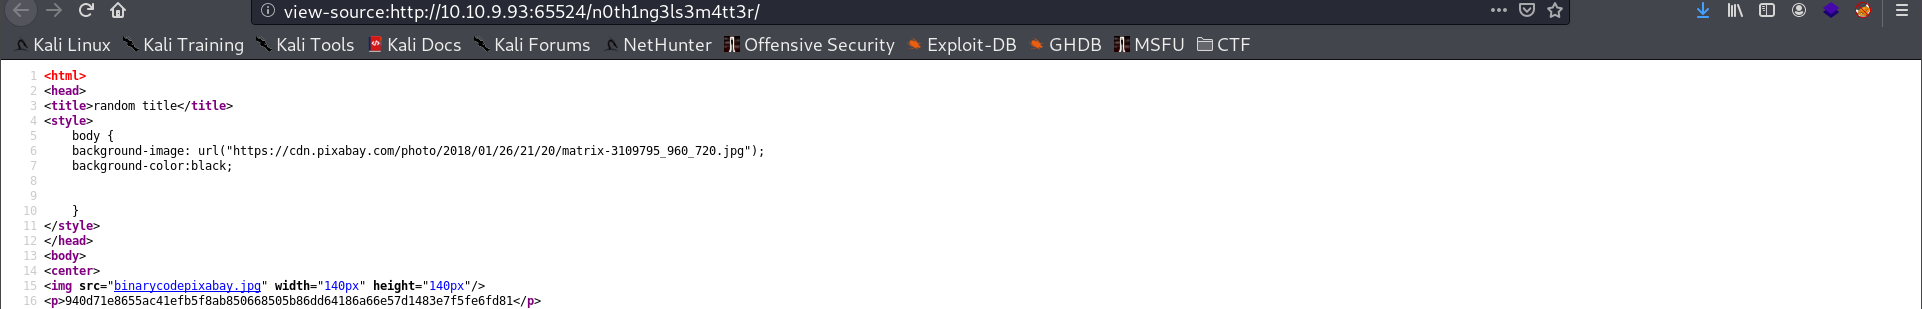 view-source:http://10.10.9.93:65524/n0th1ng3ls3m4tt3r/
Kali Linux Kali Training Kali Tools Kali Docs Kali Forums NetHunter Offensive Security Exploit-DB GHDB MSFU CTF
1 <html>
2 <head>
3 <title>random title</title>
4 <style>
5 body {
6 background-image: url("https://cdn.pixabay.com/photo/2018/01/26/21/20/matrix-3109795_960_720.jpg");
7 background-color:black;
8
9
10 }
11 </style>
12 </head>
13 <body>
14 <center>
15 <img src="binarycodepixabay.jpg" width="140px" height="140px"/>
16 <p>940d71e8655ac41efb5f8ab850668505b86dd64186a66e57d1483e7f5fe6fd81</p>